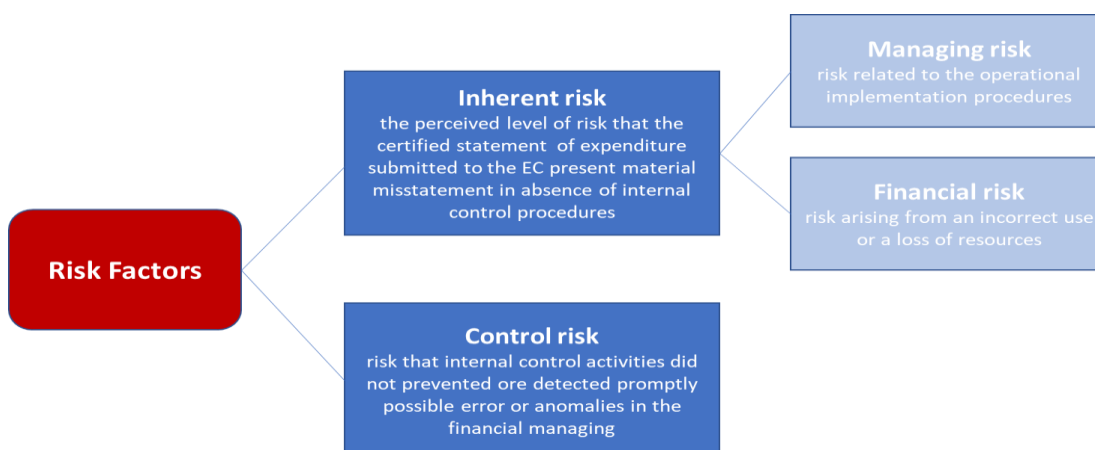 Risk Factors
Inherent risk
the perceived level of risk that the
certified statement of expenditure
submitted to the EC present material
misstatement in absence of internal
control procedures
Managing risk
risk related to the operational
implementation procedures
Financial risk
risk arising from an incorrect use
or a loss of resources
Control risk
risk that internal control activities did
not prevented ore detected promptly
possible error or anomalies in the
financial managing